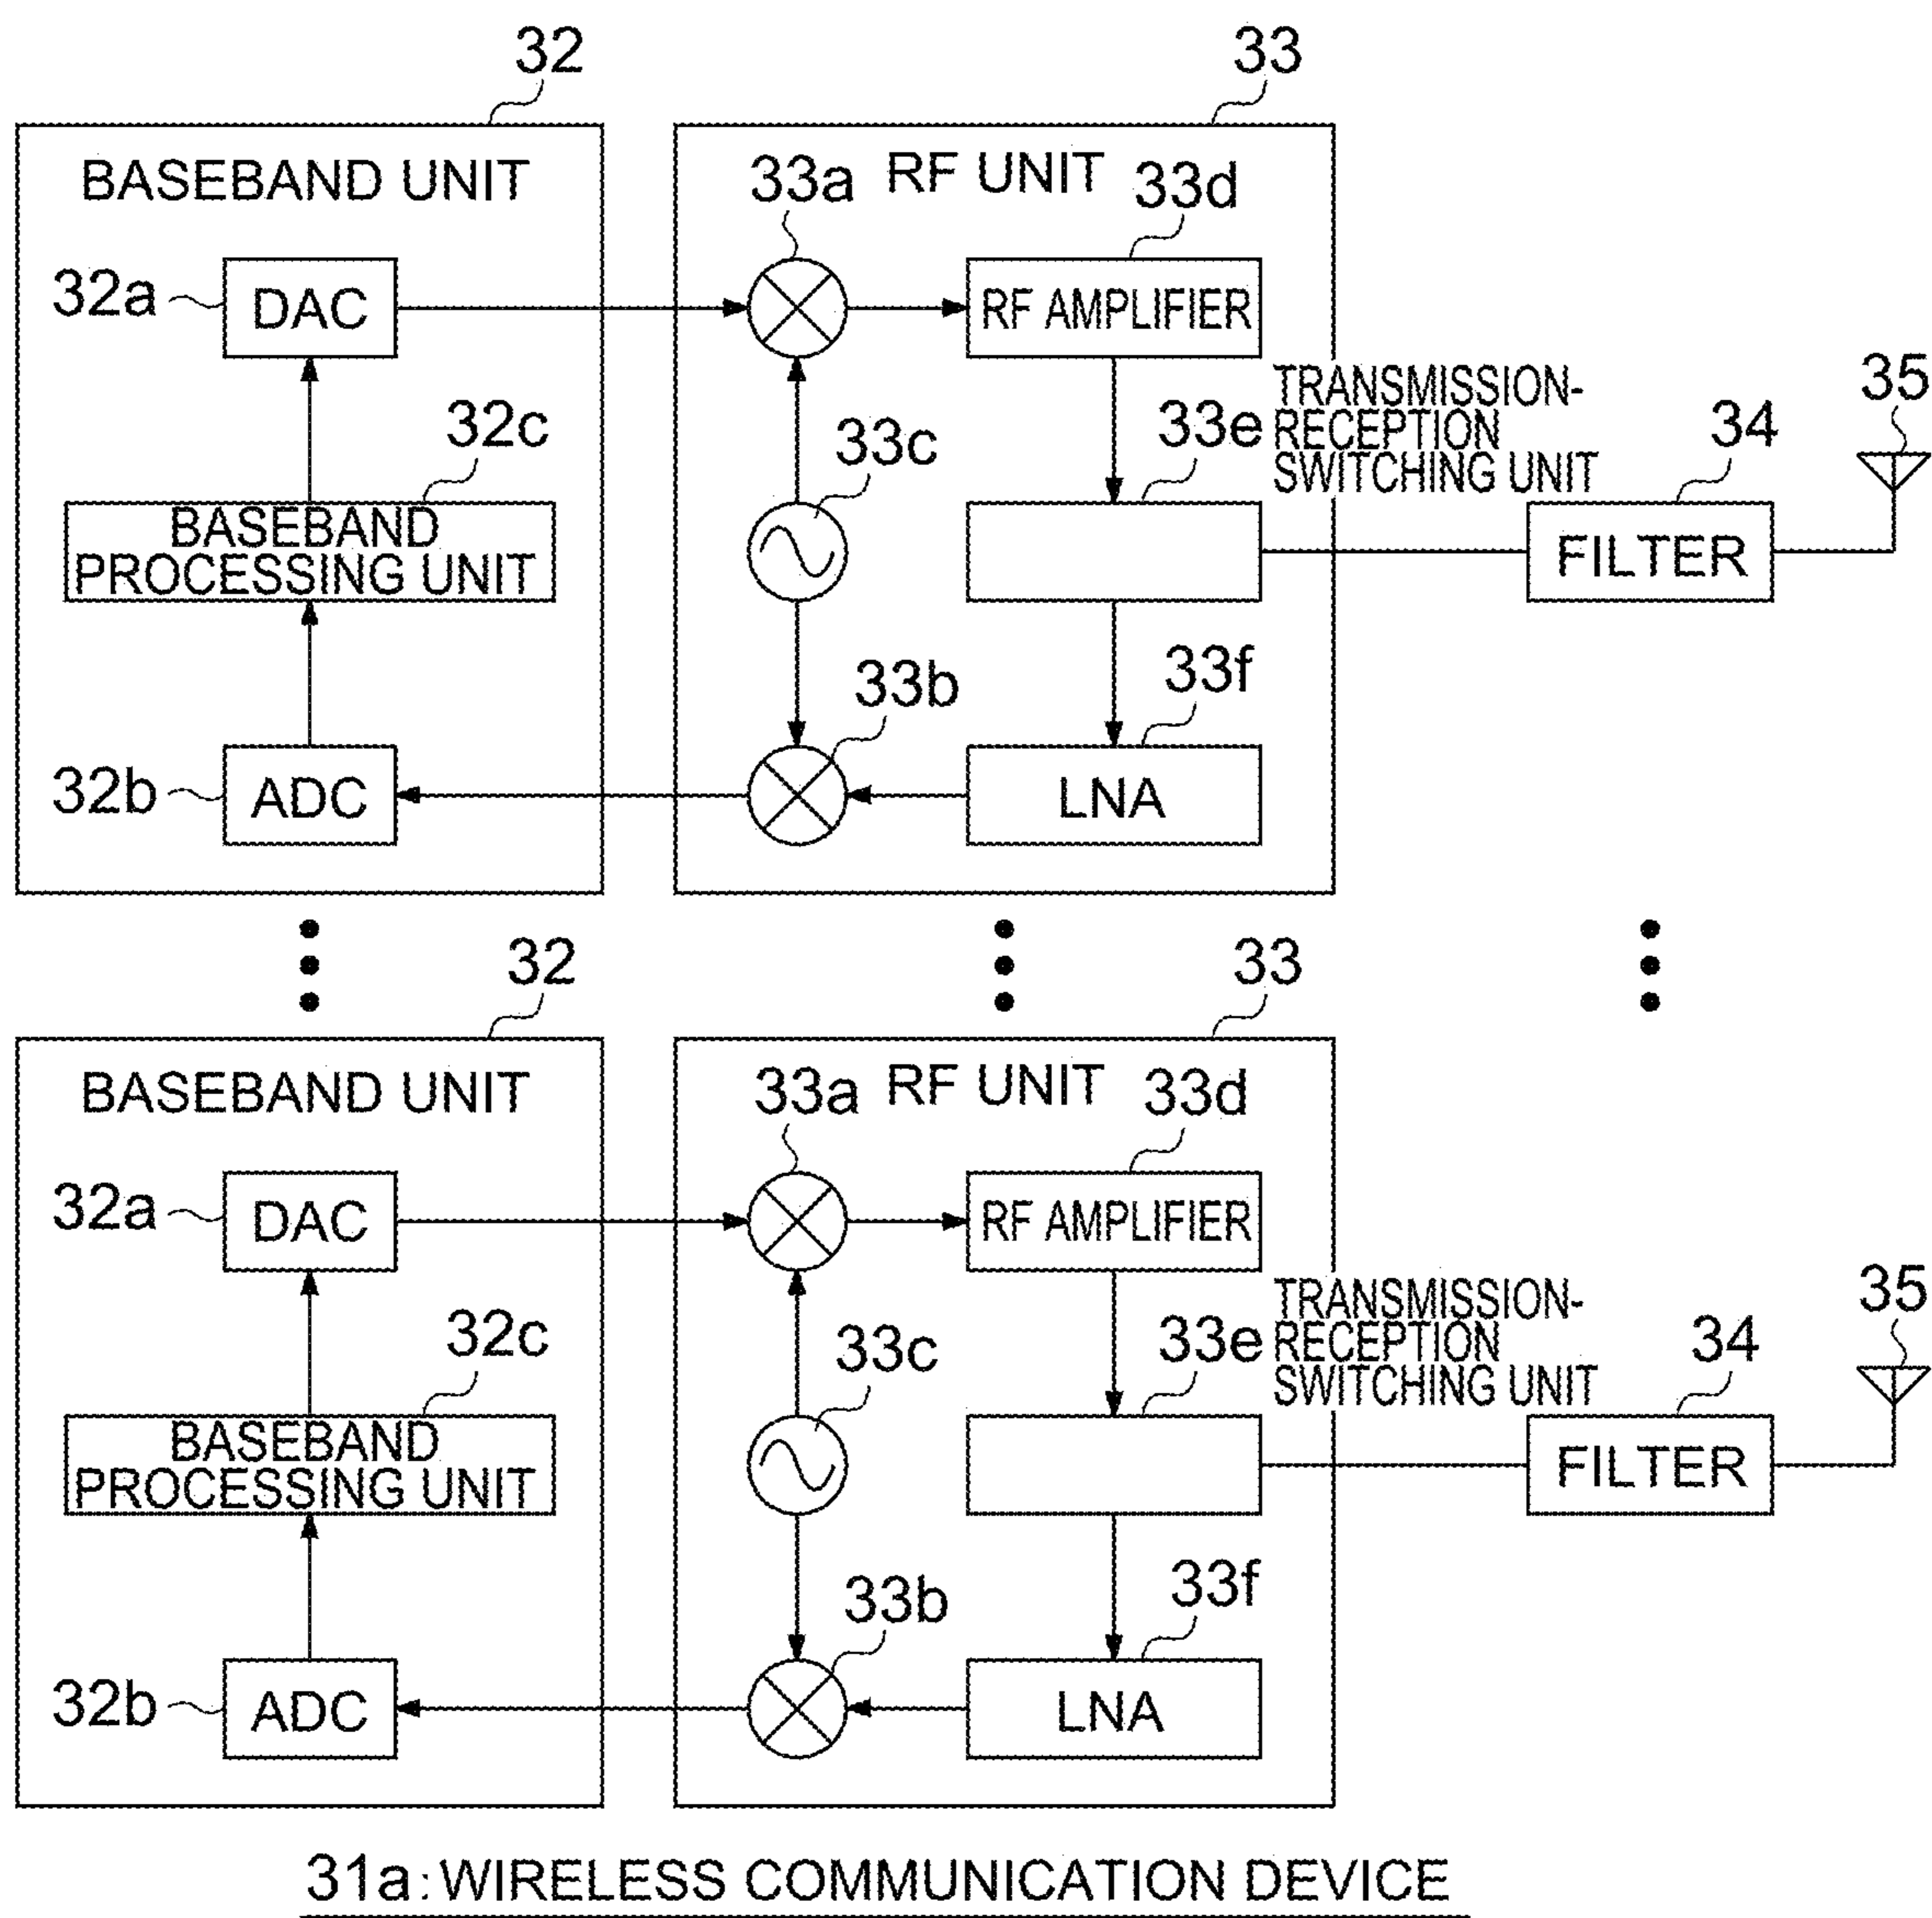 32
33
BASEBAND UNIT
RF UNIT
33a
33d
32a
DAC
RF AMPLIFIER
32c
33c
33e
TRANSMISSION-
RECEPTION
SWITCHING UNIT
34
35
BASEBAND
PROCESSING UNIT
FILTER
33b
33f
32b
ADC
LNA
32
33
BASEBAND UNIT
RF UNIT
33a
33d
32a
DAC
RF AMPLIFIER
32c
33c
33e
TRANSMISSION-
RECEPTION
SWITCHING UNIT
34
35
BASEBAND
PROCESSING UNIT
FILTER
33b
33f
32b
ADC
LNA
31a: WIRELESS COMMUNICATION DEVICE